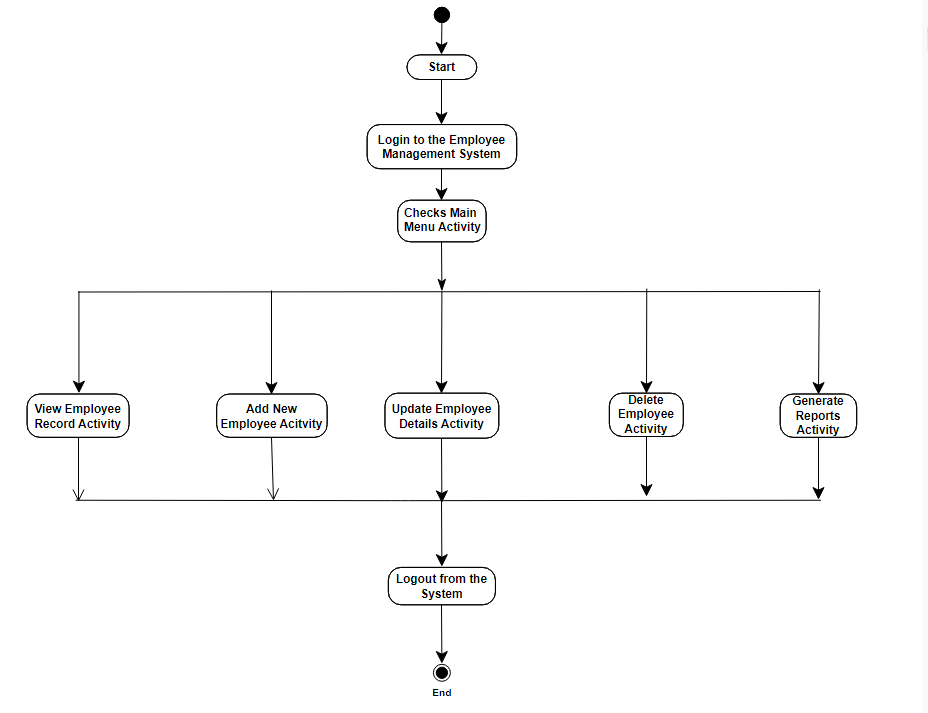 Start
Login to the Employee
Management System
Checks Main
Menu Activity
View Employee
Record Activity
Add New
Employee Acitvity
Update Employee
Details Activity
Delete
Employee
Activity
Generate
Reports
Activity
Logout from the
System
End